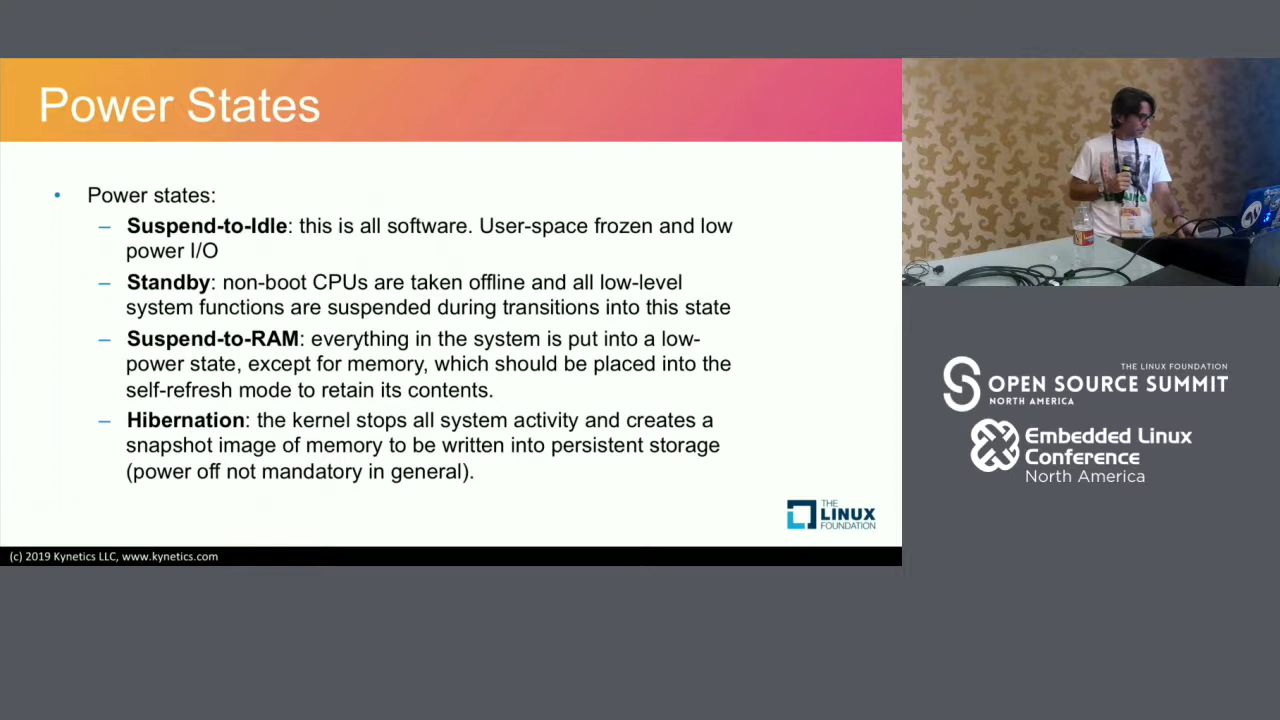 Power States
• Power states:
– Suspend-to-Idle: this is all software. User-space frozen and low
power I/O
– Standby: non-boot CPUs are taken offline and all low-level
system functions are suspended during transitions into this state
– Suspend-to-RAM: everything in the system is put into a low-
power state, except for memory, which should be placed into the
self-refresh mode to retain its contents.
– Hibernation: the kernel stops all system activity and creates a
snapshot image of memory to be written into persistent storage
(power off not mandatory in general).
THE
LINUX
FOUNDATION
(c) 2019 Kynetics LLC, www.kynetics.com
THE LINUX FOUNDATION
OPEN SOURCE SUMMIT
NORTH AMERICA
Embedded Linux
Conference
North America